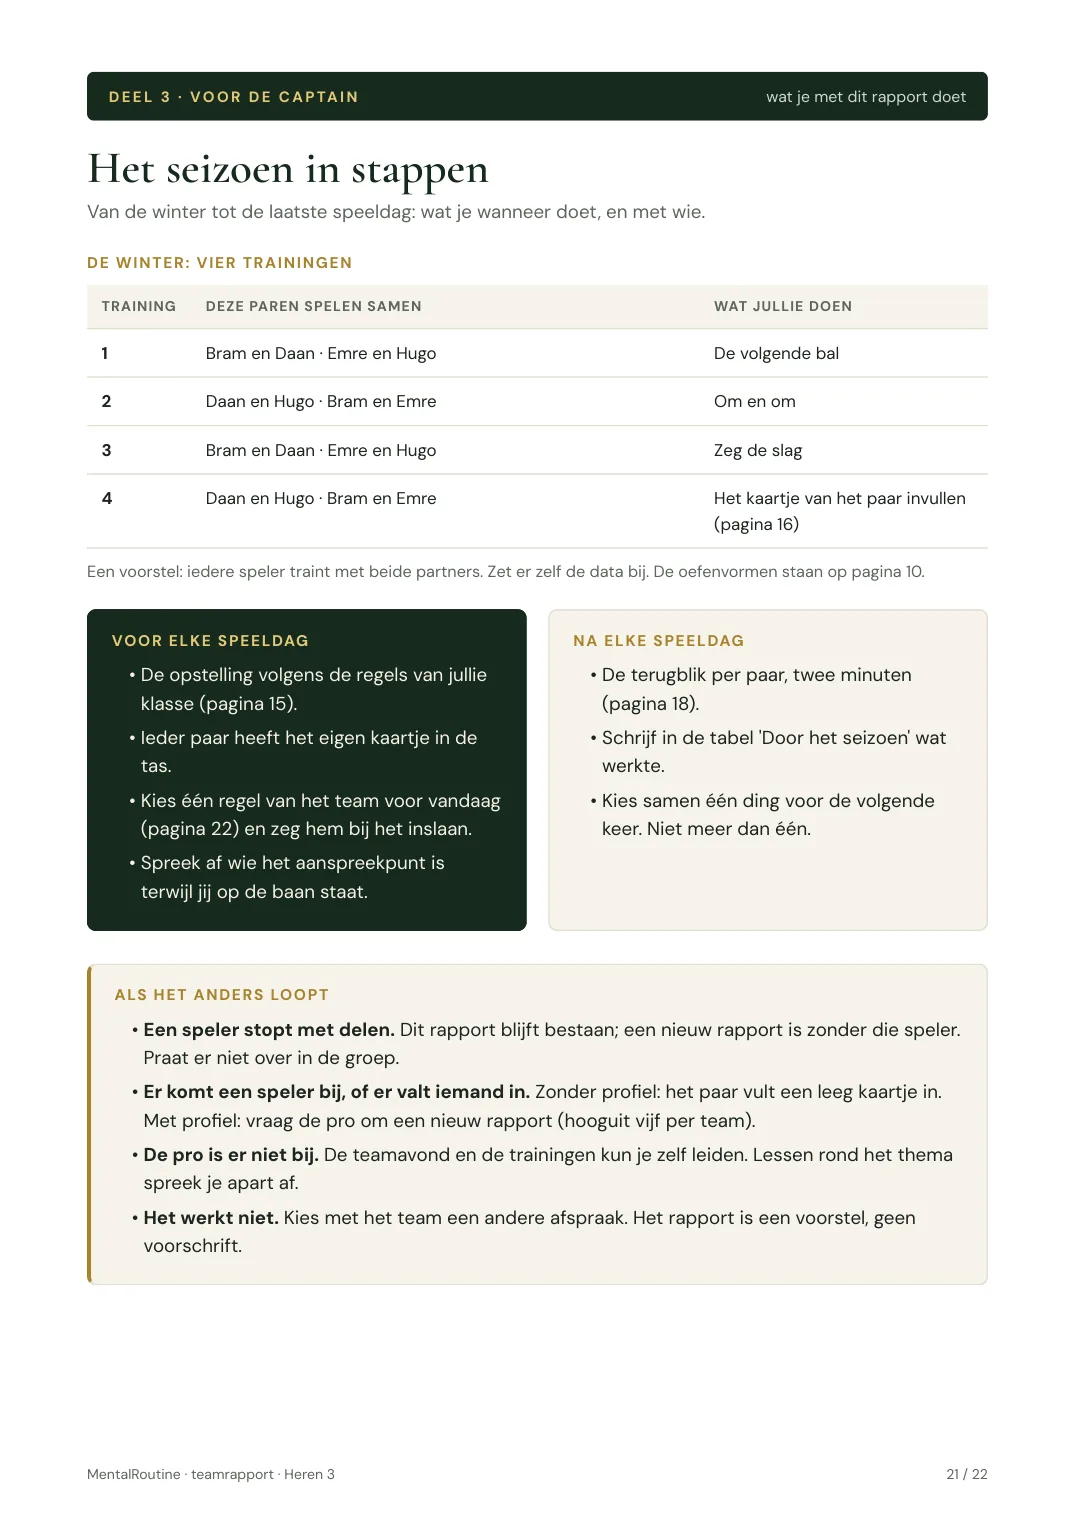 DEEL 3 · VOOR DE CAPTAIN
wat je met dit rapport doet
Het seizoen in stappen
Van de winter tot de laatste speeldag: wat je wanneer doet, en met wie.
DE WINTER: VIER TRAININGEN
TRAINING DEZE PAREN SPELEN SAMEN WAT JULLIE DOEN
1 Bram en Daan · Emre en Hugo De volgende bal
2 Daan en Hugo · Bram en Emre Om en om
3 Bram en Daan · Emre en Hugo Zeg de slag
4 Daan en Hugo · Bram en Emre Het kaartje van het paar invullen
(pagina 16)
Een voorstel: iedere speler traint met beide partners. Zet er zelf de data bij. De oefenvormen staan op pagina 10.
VOOR ELKE SPEELDAG
• De opstelling volgens de regels van jullie
klasse (pagina 15).
• Ieder paar heeft het eigen kaartje in de
tas.
• Kies één regel van het team voor vandaag
(pagina 22) en zeg hem bij het inslaan.
• Spreek af wie het aanspreekpunt is
terwijl jij op de baan staat.
NA ELKE SPEELDAG
• De terugblik per paar, twee minuten
(pagina 18).
• Schrijf in de tabel 'Door het seizoen' wat
werkte.
• Kies samen één ding voor de volgende
keer. Niet meer dan één.
ALS HET ANDERS LOOPT
• Een speler stopt met delen. Dit rapport blijft bestaan; een nieuw rapport is zonder die speler.
Praat er niet over in de groep.
• Er komt een speler bij, of er valt iemand in. Zonder profiel: het paar vult een leeg kaartje in.
Met profiel: vraag de pro om een nieuw rapport (hooguit vijf per team).
• De pro is er niet bij. De teamavond en de trainingen kun je zelf leiden. Lessen rond het thema
spreek je apart af.
• Het werkt niet. Kies met het team een andere afspraak. Het rapport is een voorstel, geen
voorschrift.
MentalRoutine · teamrapport · Heren 3
21 / 22